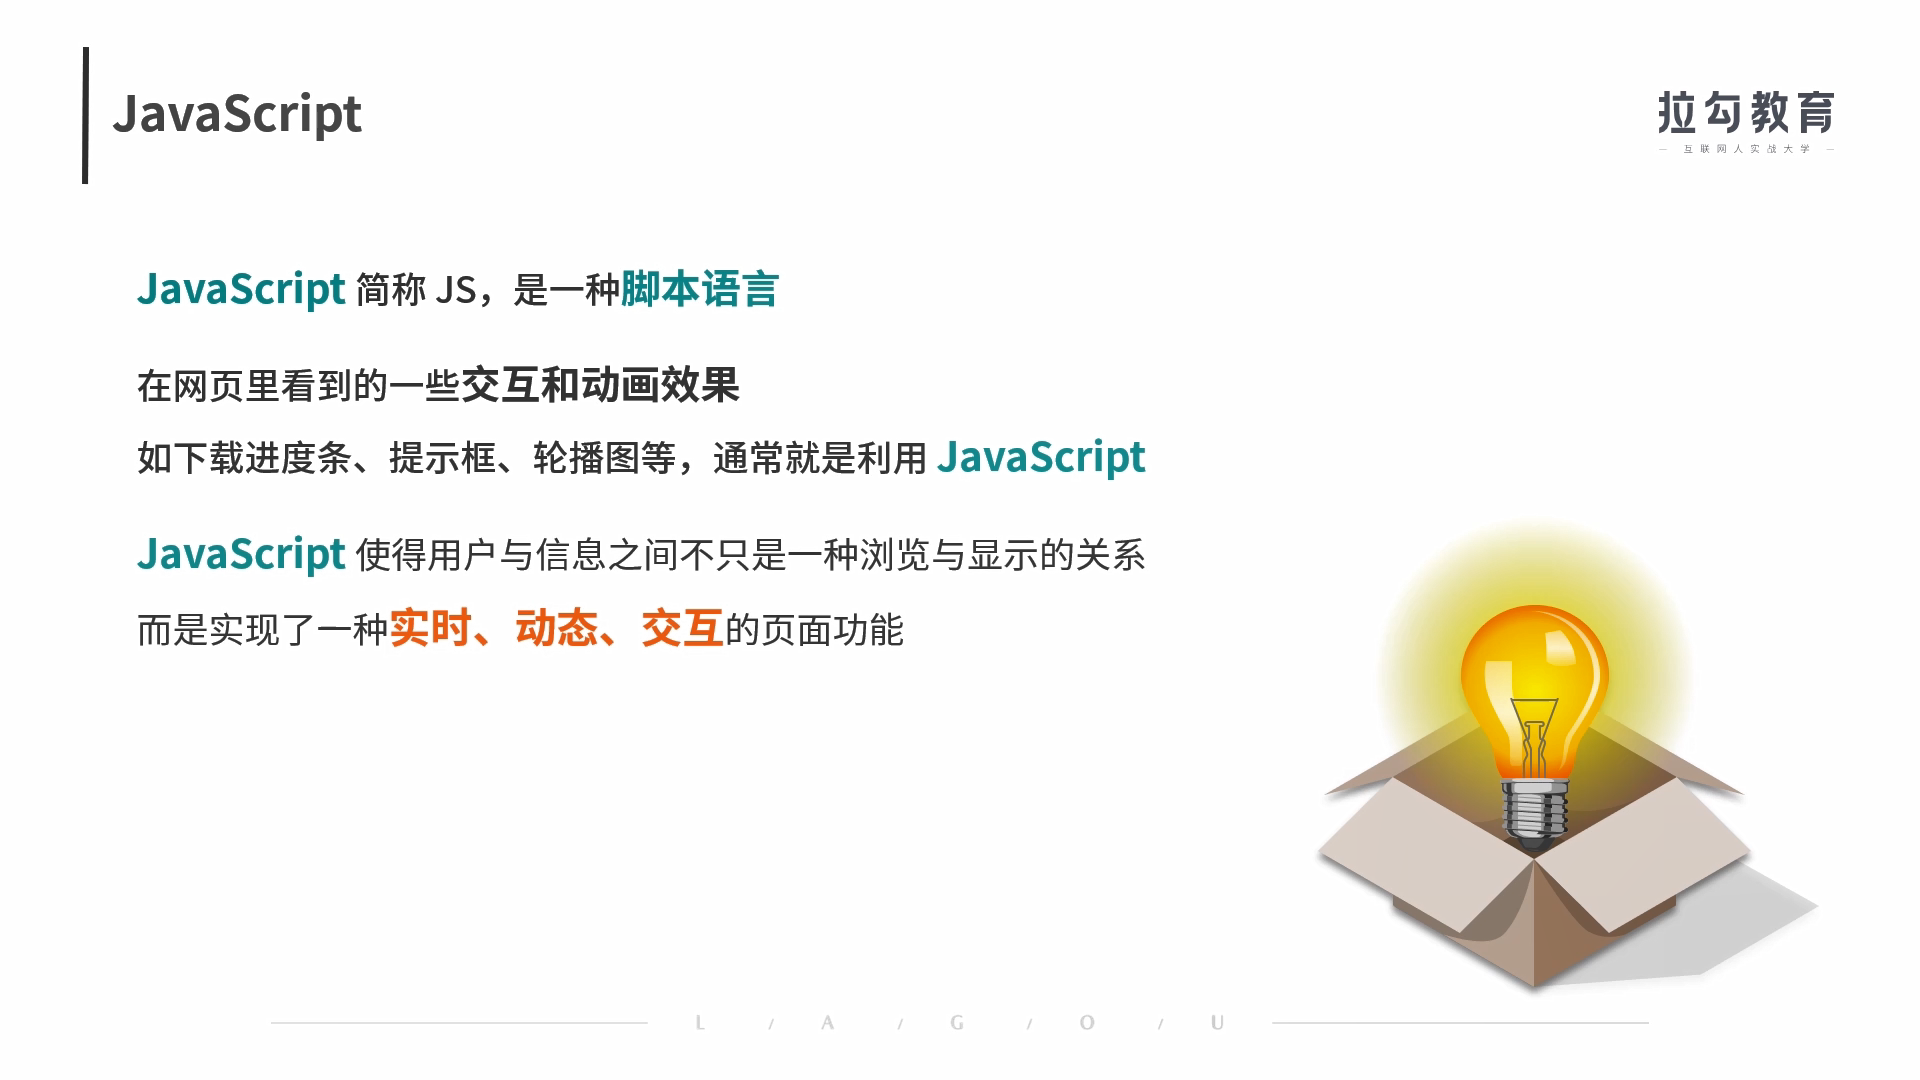 JavaScript
拉勾教育
— 互联网人实战大学 —
JavaScript 简称 JS，是一种脚本语言
在网页里看到的一些交互和动画效果
如下载进度条、提示框、轮播图等，通常就是利用 JavaScript
JavaScript 使得用户与信息之间不只是一种浏览与显示的关系
而是实现了一种实时、动态、交互的页面功能
L / A / G / O / U